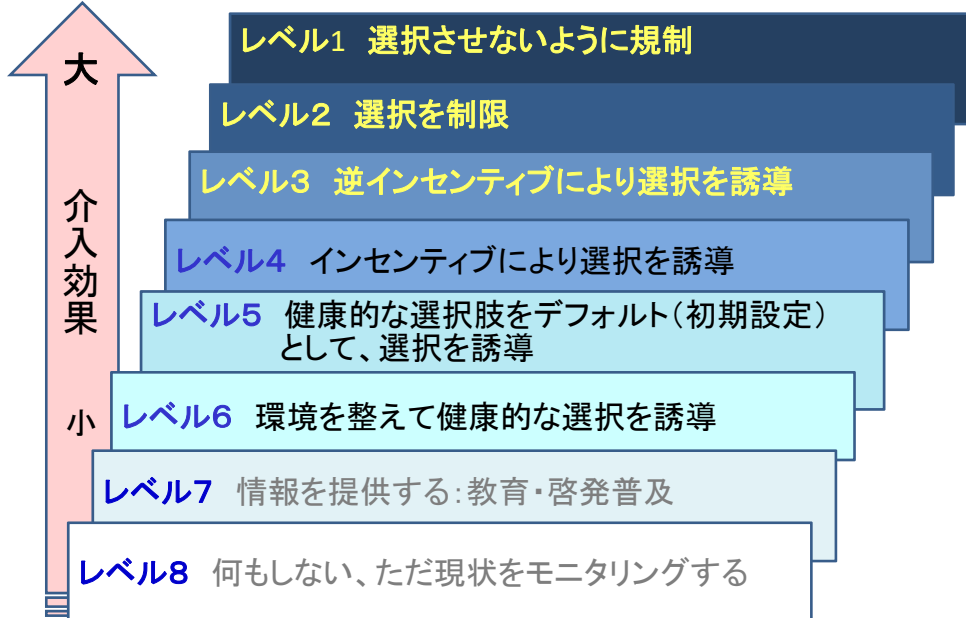 大
介入効果
小
レベル1 選択させないように規制
レベル２ 選択を制限
レベル３ 逆インセンティブにより選択を誘導
レベル４ インセンティブにより選択を誘導
レベル５ 健康的な選択肢をデフォルト（初期設定）
として、選択を誘導
レベル６ 環境を整えて健康的な選択を誘導
レベル７ 情報を提供する：教育・啓発普及
レベル８ 何もしない、ただ現状をモニタリングする